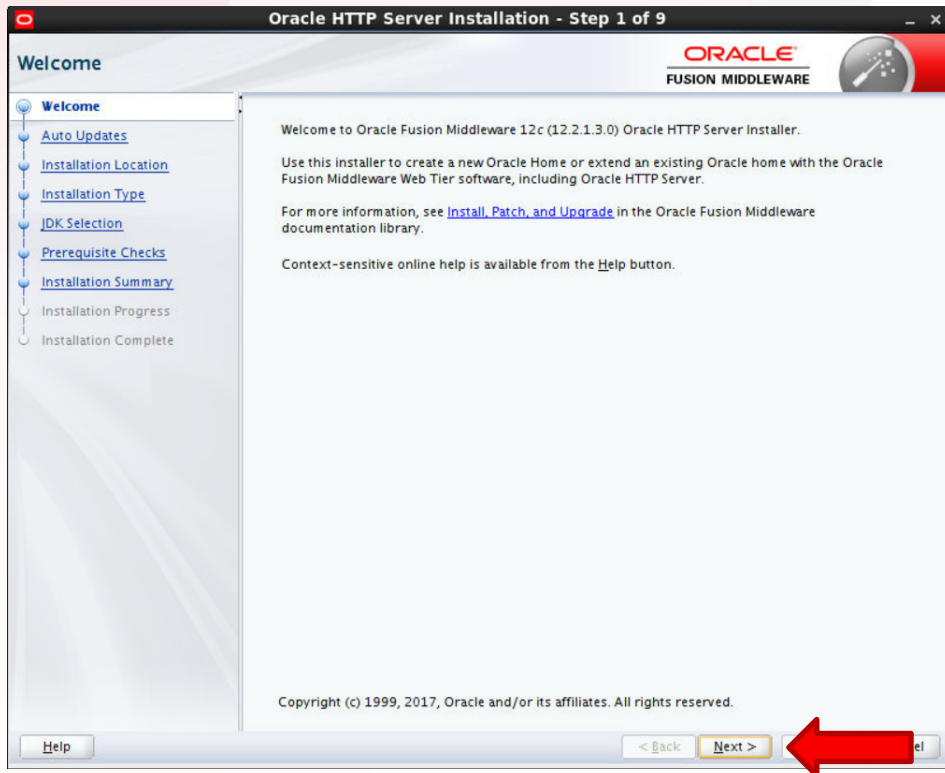 Oracle HTTP Server Installation - Step 1 of 9
Welcome
ORACLE
FUSION MIDDLEWARE
Welcome
Auto Updates
Installation Location
Installation Type
JDK Selection
Prerequisite Checks
Installation Summary
Installation Progress
Installation Complete
Welcome to Oracle Fusion Middleware 12c (12.2.1.3.0) Oracle HTTP Server Installer.
Use this installer to create a new Oracle Home or extend an existing Oracle home with the Oracle
Fusion Middleware Web Tier software, including Oracle HTTP Server.
For more information, see Install, Patch, and Upgrade in the Oracle Fusion Middleware
documentation library.
Context-sensitive online help is available from the Help button.
Copyright (c) 1999, 2017, Oracle and/or its affiliates. All rights reserved.
Help
< Back
Next >